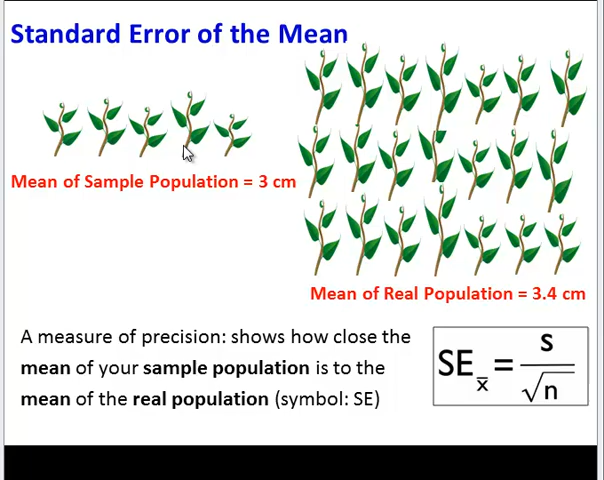 Standard Error of the Mean
Mean of Sample Population = 3 cm
Mean of Real Population = 3.4 cm
A measure of precision: shows how close the
mean of your sample population is to the
mean of the real population (symbol: SE)
SE_x̄ = s / √n